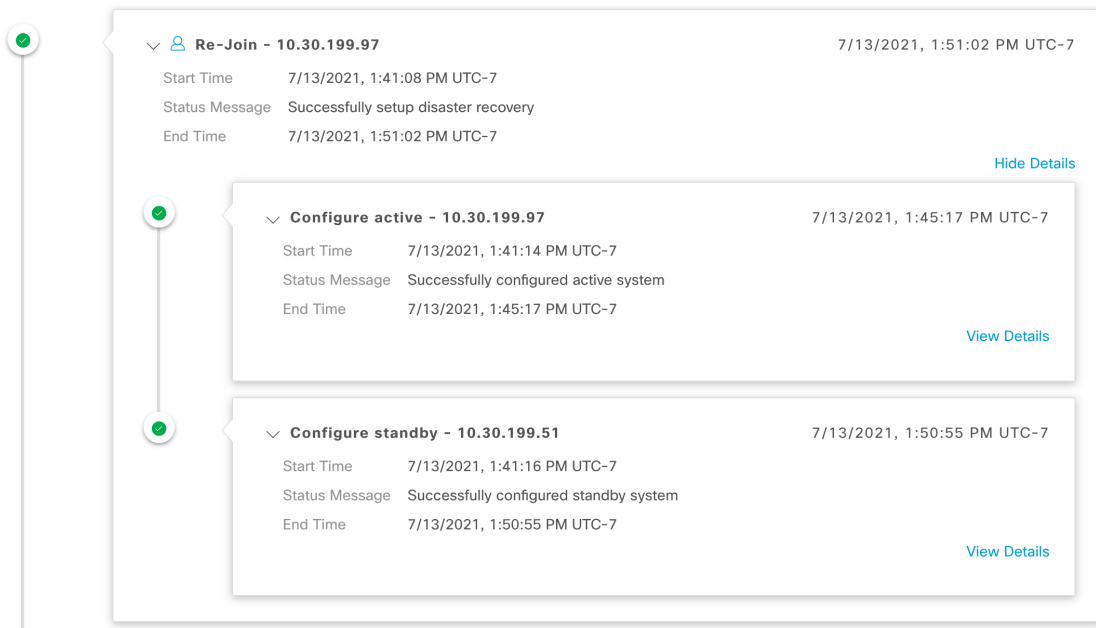 Re-Join - 10.30.199.97 7/13/2021, 1:51:02 PM UTC-7
Start Time 7/13/2021, 1:41:08 PM UTC-7
Status Message Successfully setup disaster recovery
End Time 7/13/2021, 1:51:02 PM UTC-7
Hide Details
Configure active - 10.30.199.97 7/13/2021, 1:45:17 PM UTC-7
Start Time 7/13/2021, 1:41:14 PM UTC-7
Status Message Successfully configured active system
End Time 7/13/2021, 1:45:17 PM UTC-7
View Details
Configure standby - 10.30.199.51 7/13/2021, 1:50:55 PM UTC-7
Start Time 7/13/2021, 1:41:16 PM UTC-7
Status Message Successfully configured standby system
End Time 7/13/2021, 1:50:55 PM UTC-7
View Details